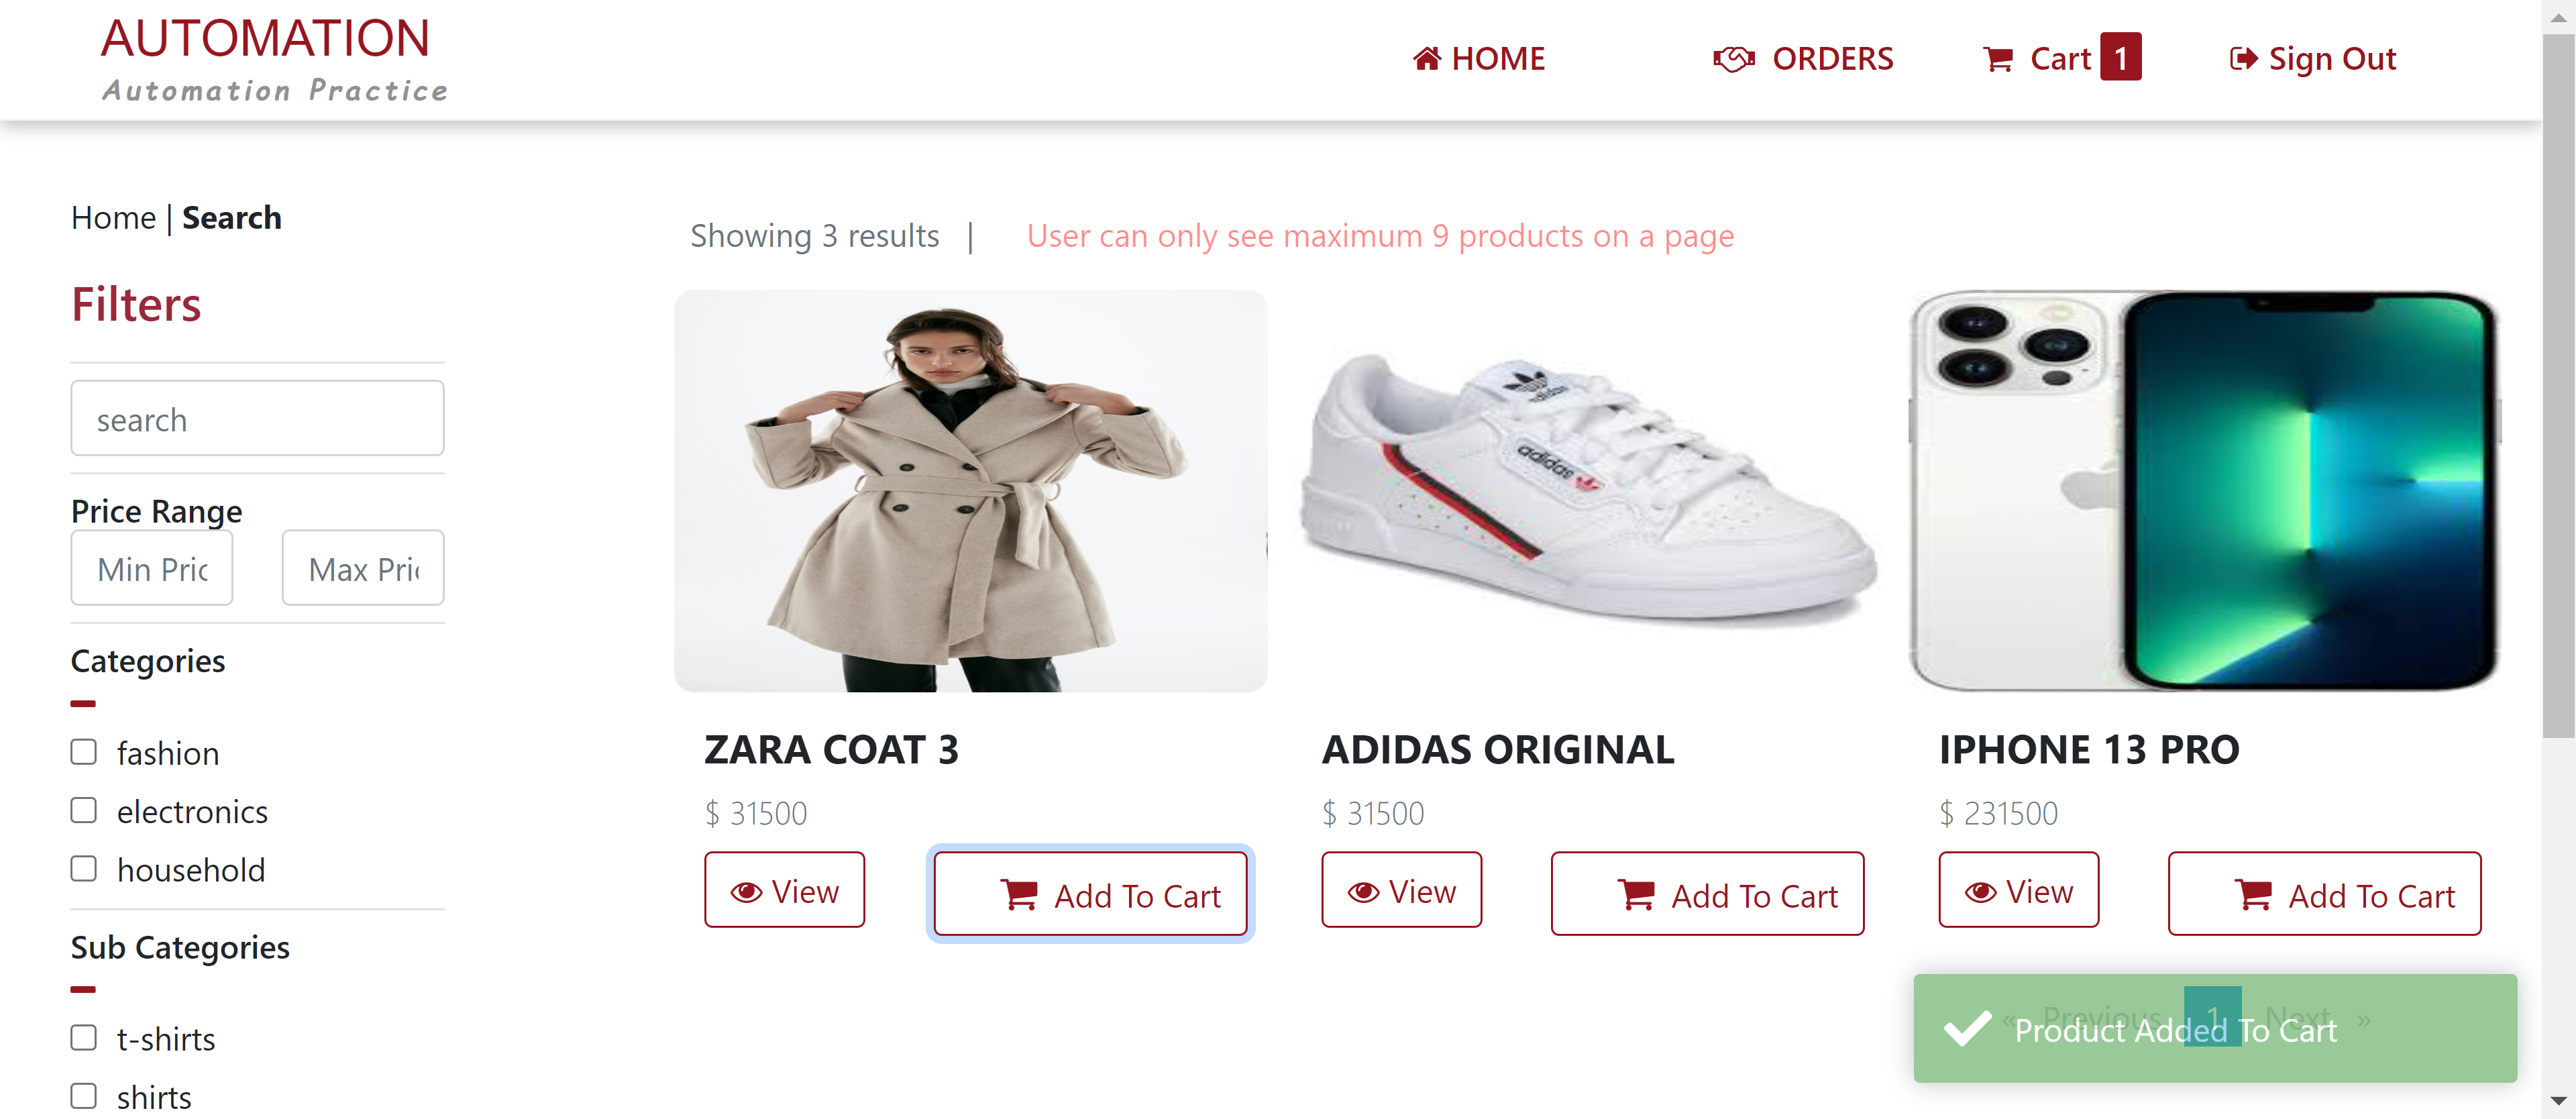 AUTOMATION
Automation Practice
HOME
ORDERS
Cart 1
Sign Out
Home | Search
Showing 3 results |
User can only see maximum 9 products on a page
Filters
search
Price Range
Min Pric
Max Pri
Categories
fashion
electronics
household
Sub Categories
t-shirts
shirts
adidas
adidas
ZARA COAT 3
$ 31500
View
Add To Cart
ADIDAS ORIGINAL
$ 31500
View
Add To Cart
IPHONE 13 PRO
$ 231500
View
Add To Cart
« Previous 1 Next »
Product Added To Cart